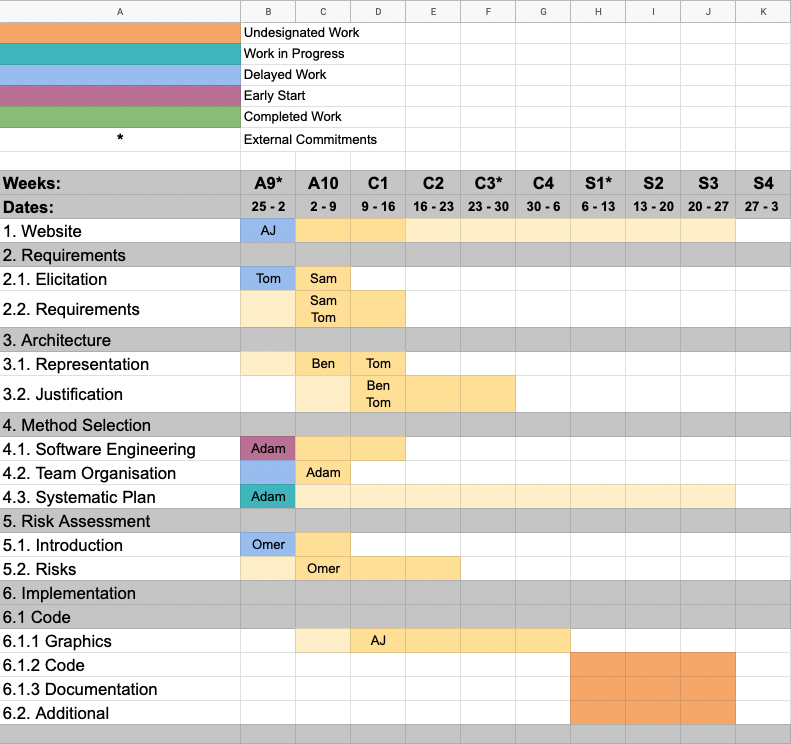 A B C D E F G H I J K
Undesignated Work
Work in Progress
Delayed Work
Early Start
Completed Work
* External Commitments
Weeks: A9* A10 C1 C2 C3* C4 S1* S2 S3 S4
Dates: 25 - 2 2 - 9 9 - 16 16 - 23 23 - 30 30 - 6 6 - 13 13 - 20 20 - 27 27 - 3
1. Website AJ
2. Requirements
2.1. Elicitation Tom Sam
2.2. Requirements Sam
Tom
3. Architecture
3.1. Representation Ben Tom
3.2. Justification Ben
Tom
4. Method Selection
4.1. Software Engineering Adam
4.2. Team Organisation Adam
4.3. Systematic Plan Adam
5. Risk Assessment
5.1. Introduction Omer
5.2. Risks Omer
6. Implementation
6.1 Code
6.1.1 Graphics AJ
6.1.2 Code
6.1.3 Documentation
6.2. Additional